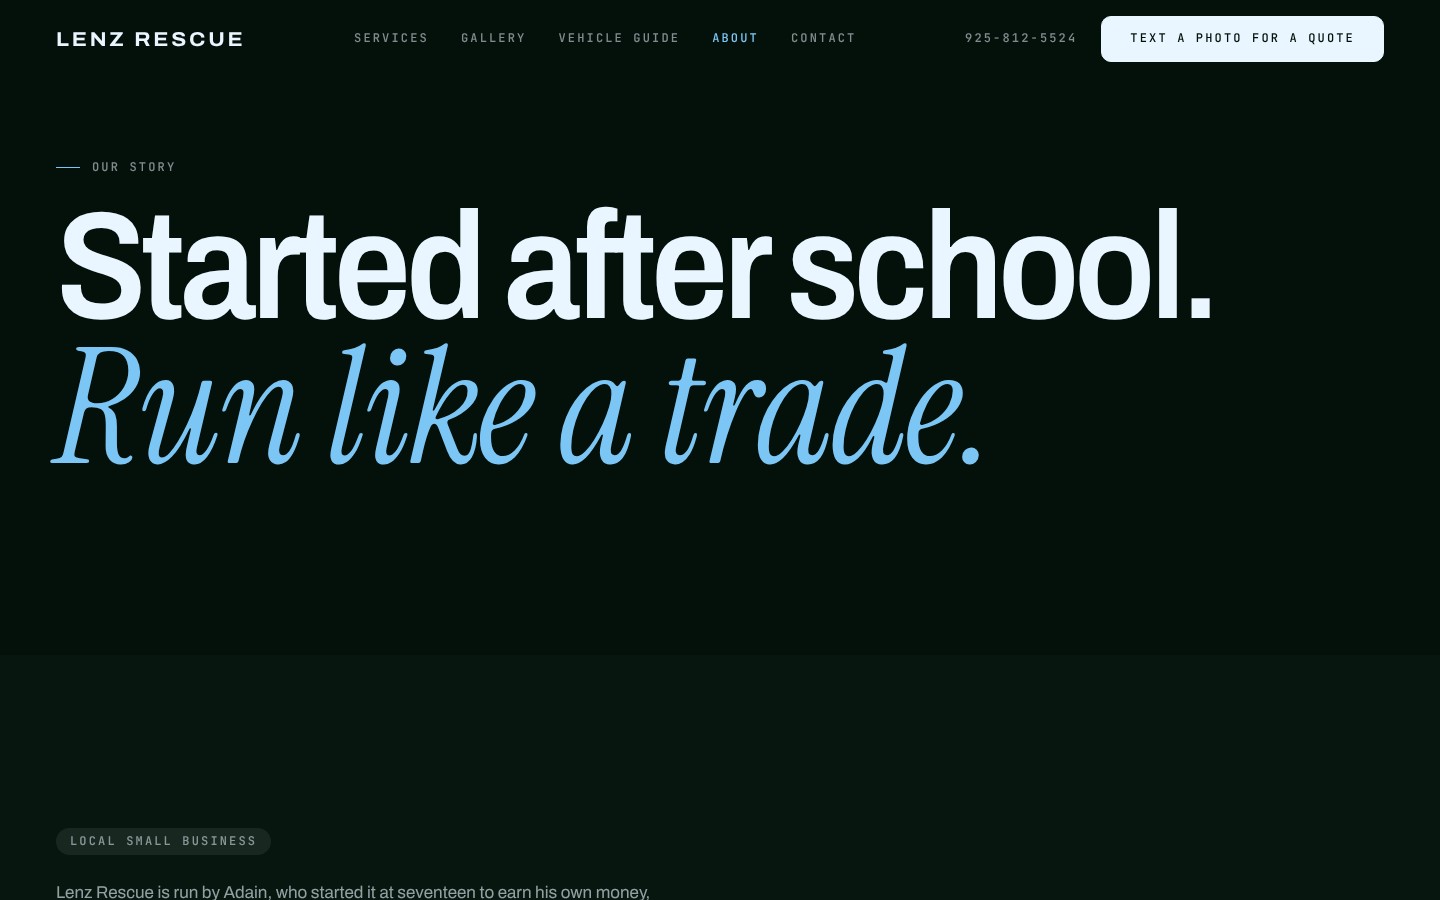 LENZ RESCUE
SERVICES
GALLERY
VEHICLE GUIDE
ABOUT
CONTACT
925-812-5524
TEXT A PHOTO FOR A QUOTE
OUR STORY
Started after school.
Run like a trade.
LOCAL SMALL BUSINESS
Lenz Rescue is run by Adain, who started it at seventeen to earn his own money,